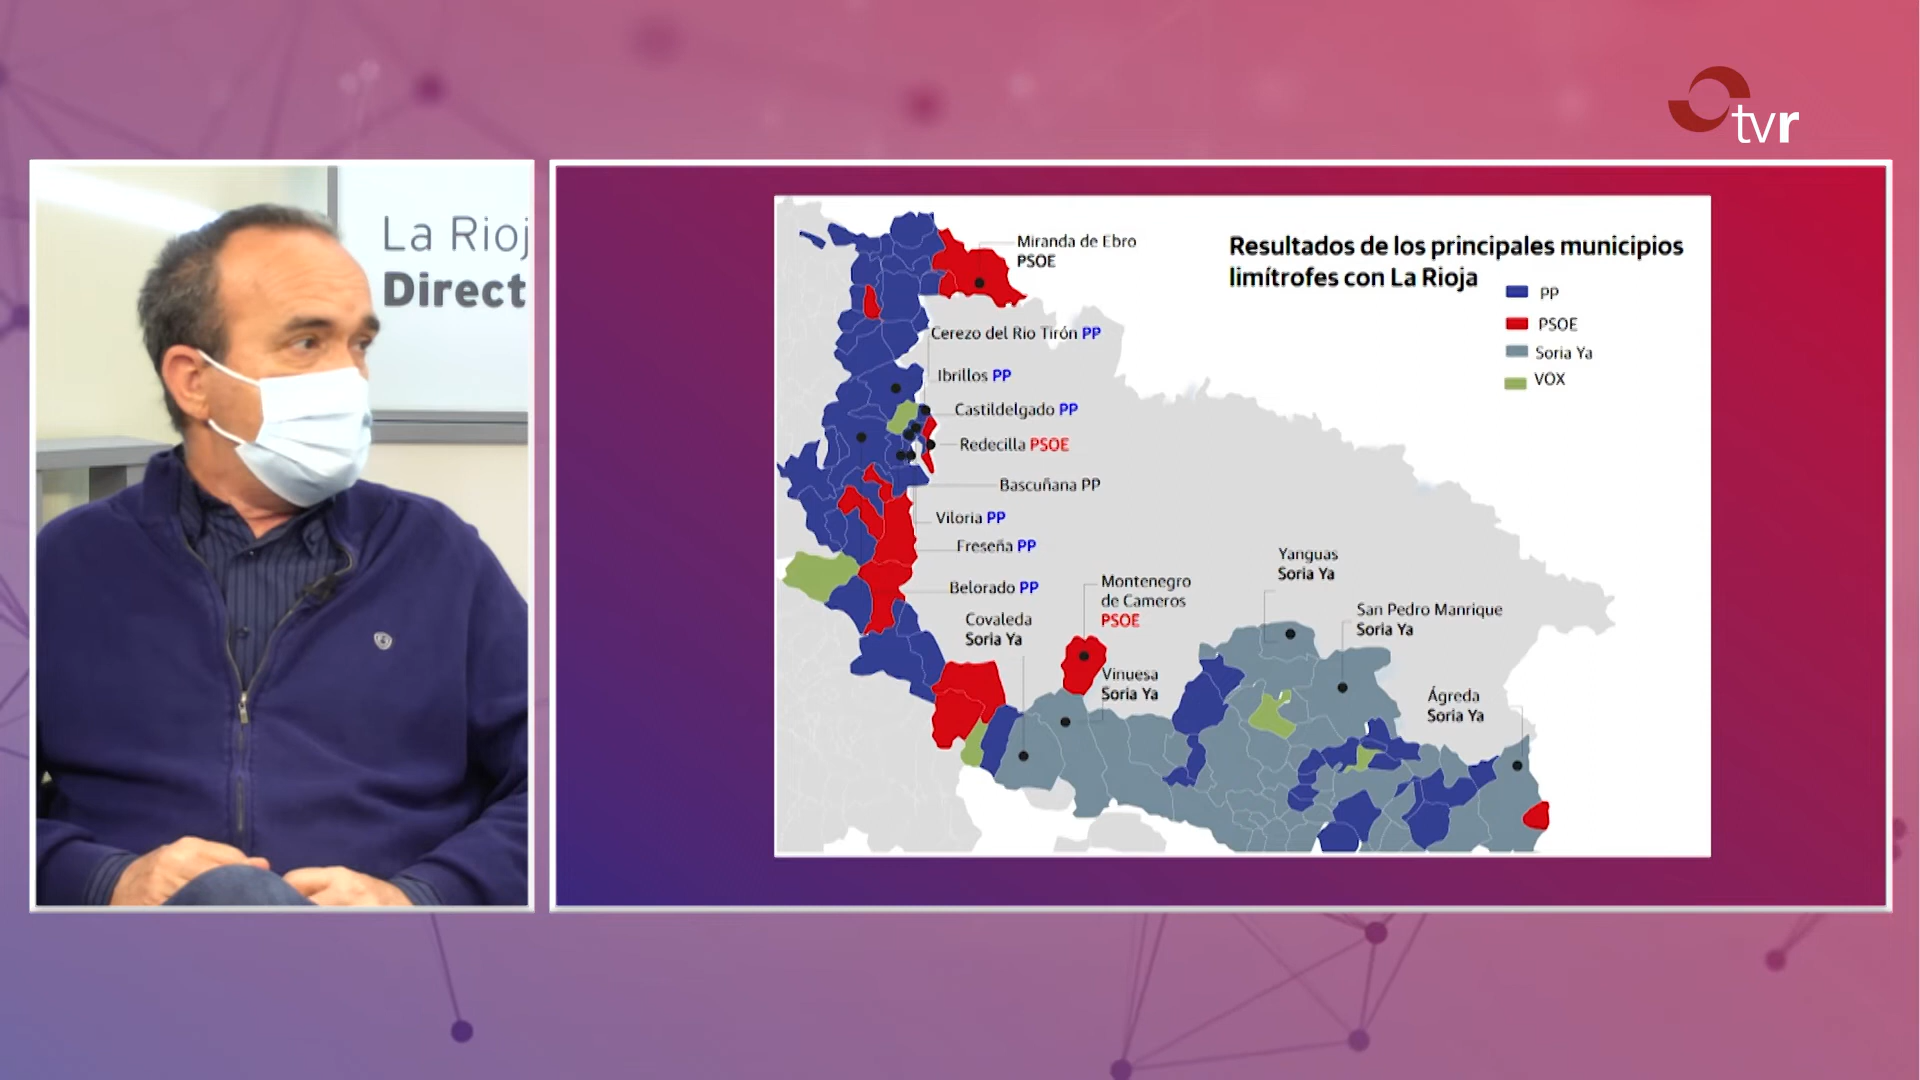 tvr
La Rioj
Direct
Resultados de los principales municipios
limítrofes con La Rioja
PP
PSOE
Soria Ya
VOX
Miranda de Ebro
PSOE
Cerezo del Rio Tirón PP
Ibrillos PP
Castildelgado PP
Redecilla PSOE
Bascuñana PP
Viloria PP
Freseña PP
Belorado PP
Covaleda
Soria Ya
Montenegro
de Cameros
PSOE
Vinuesa
Soria Ya
Yanguas
Soria Ya
San Pedro Manrique
Soria Ya
Ágreda
Soria Ya